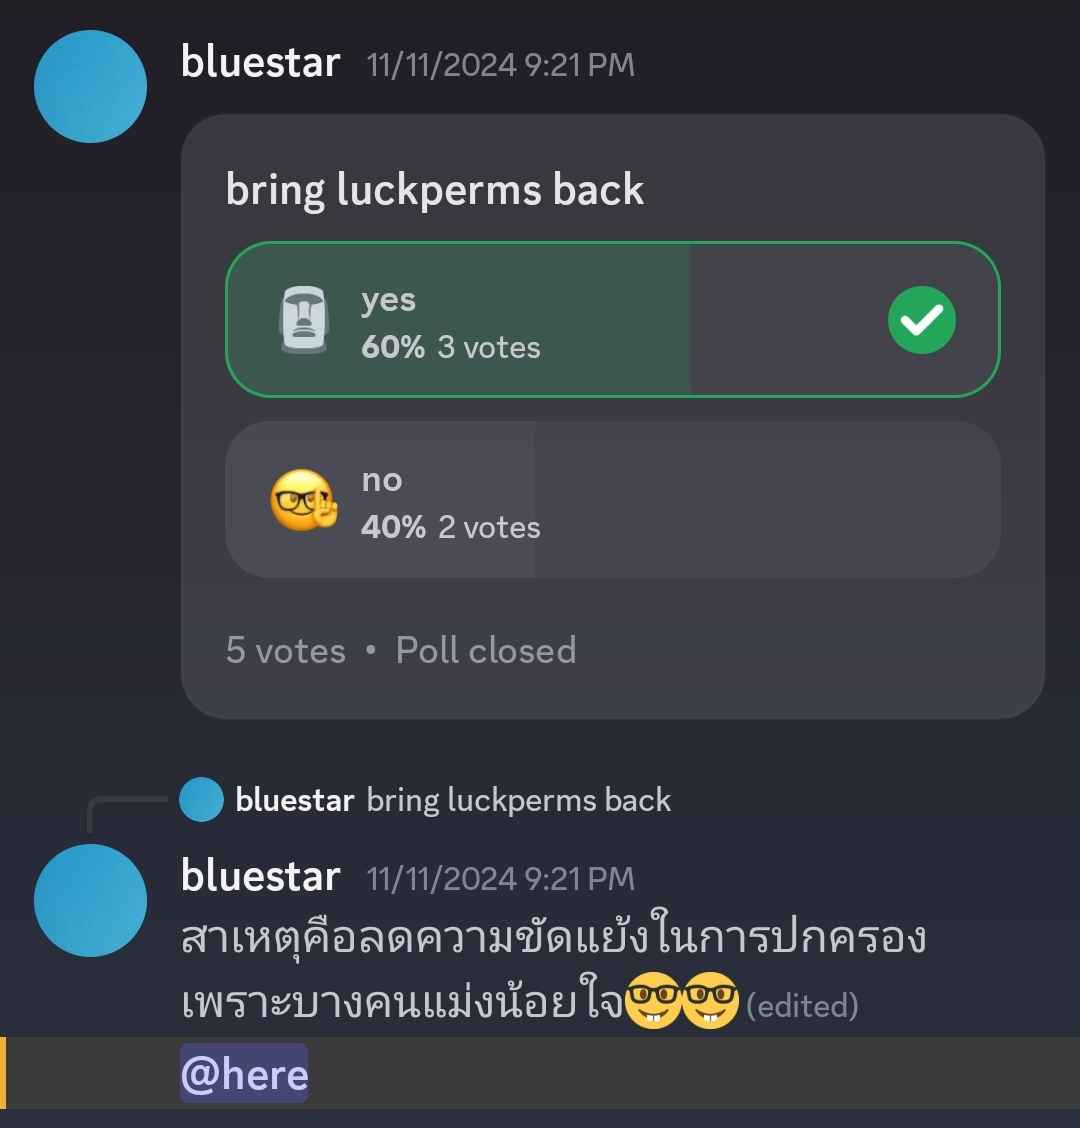 bluestar 11/11/2024 9:21 PM
bring luckperms back
🗿 yes
60% 3 votes
no
40% 2 votes
5 votes • Poll closed
bluestar bring luckperms back
bluestar 11/11/2024 9:21 PM
สาเหตุคือลดความขัดแย้งในการปกครอง
เพราะบางคนแม่งน้อยใจ🤓🤓 (edited)
@here